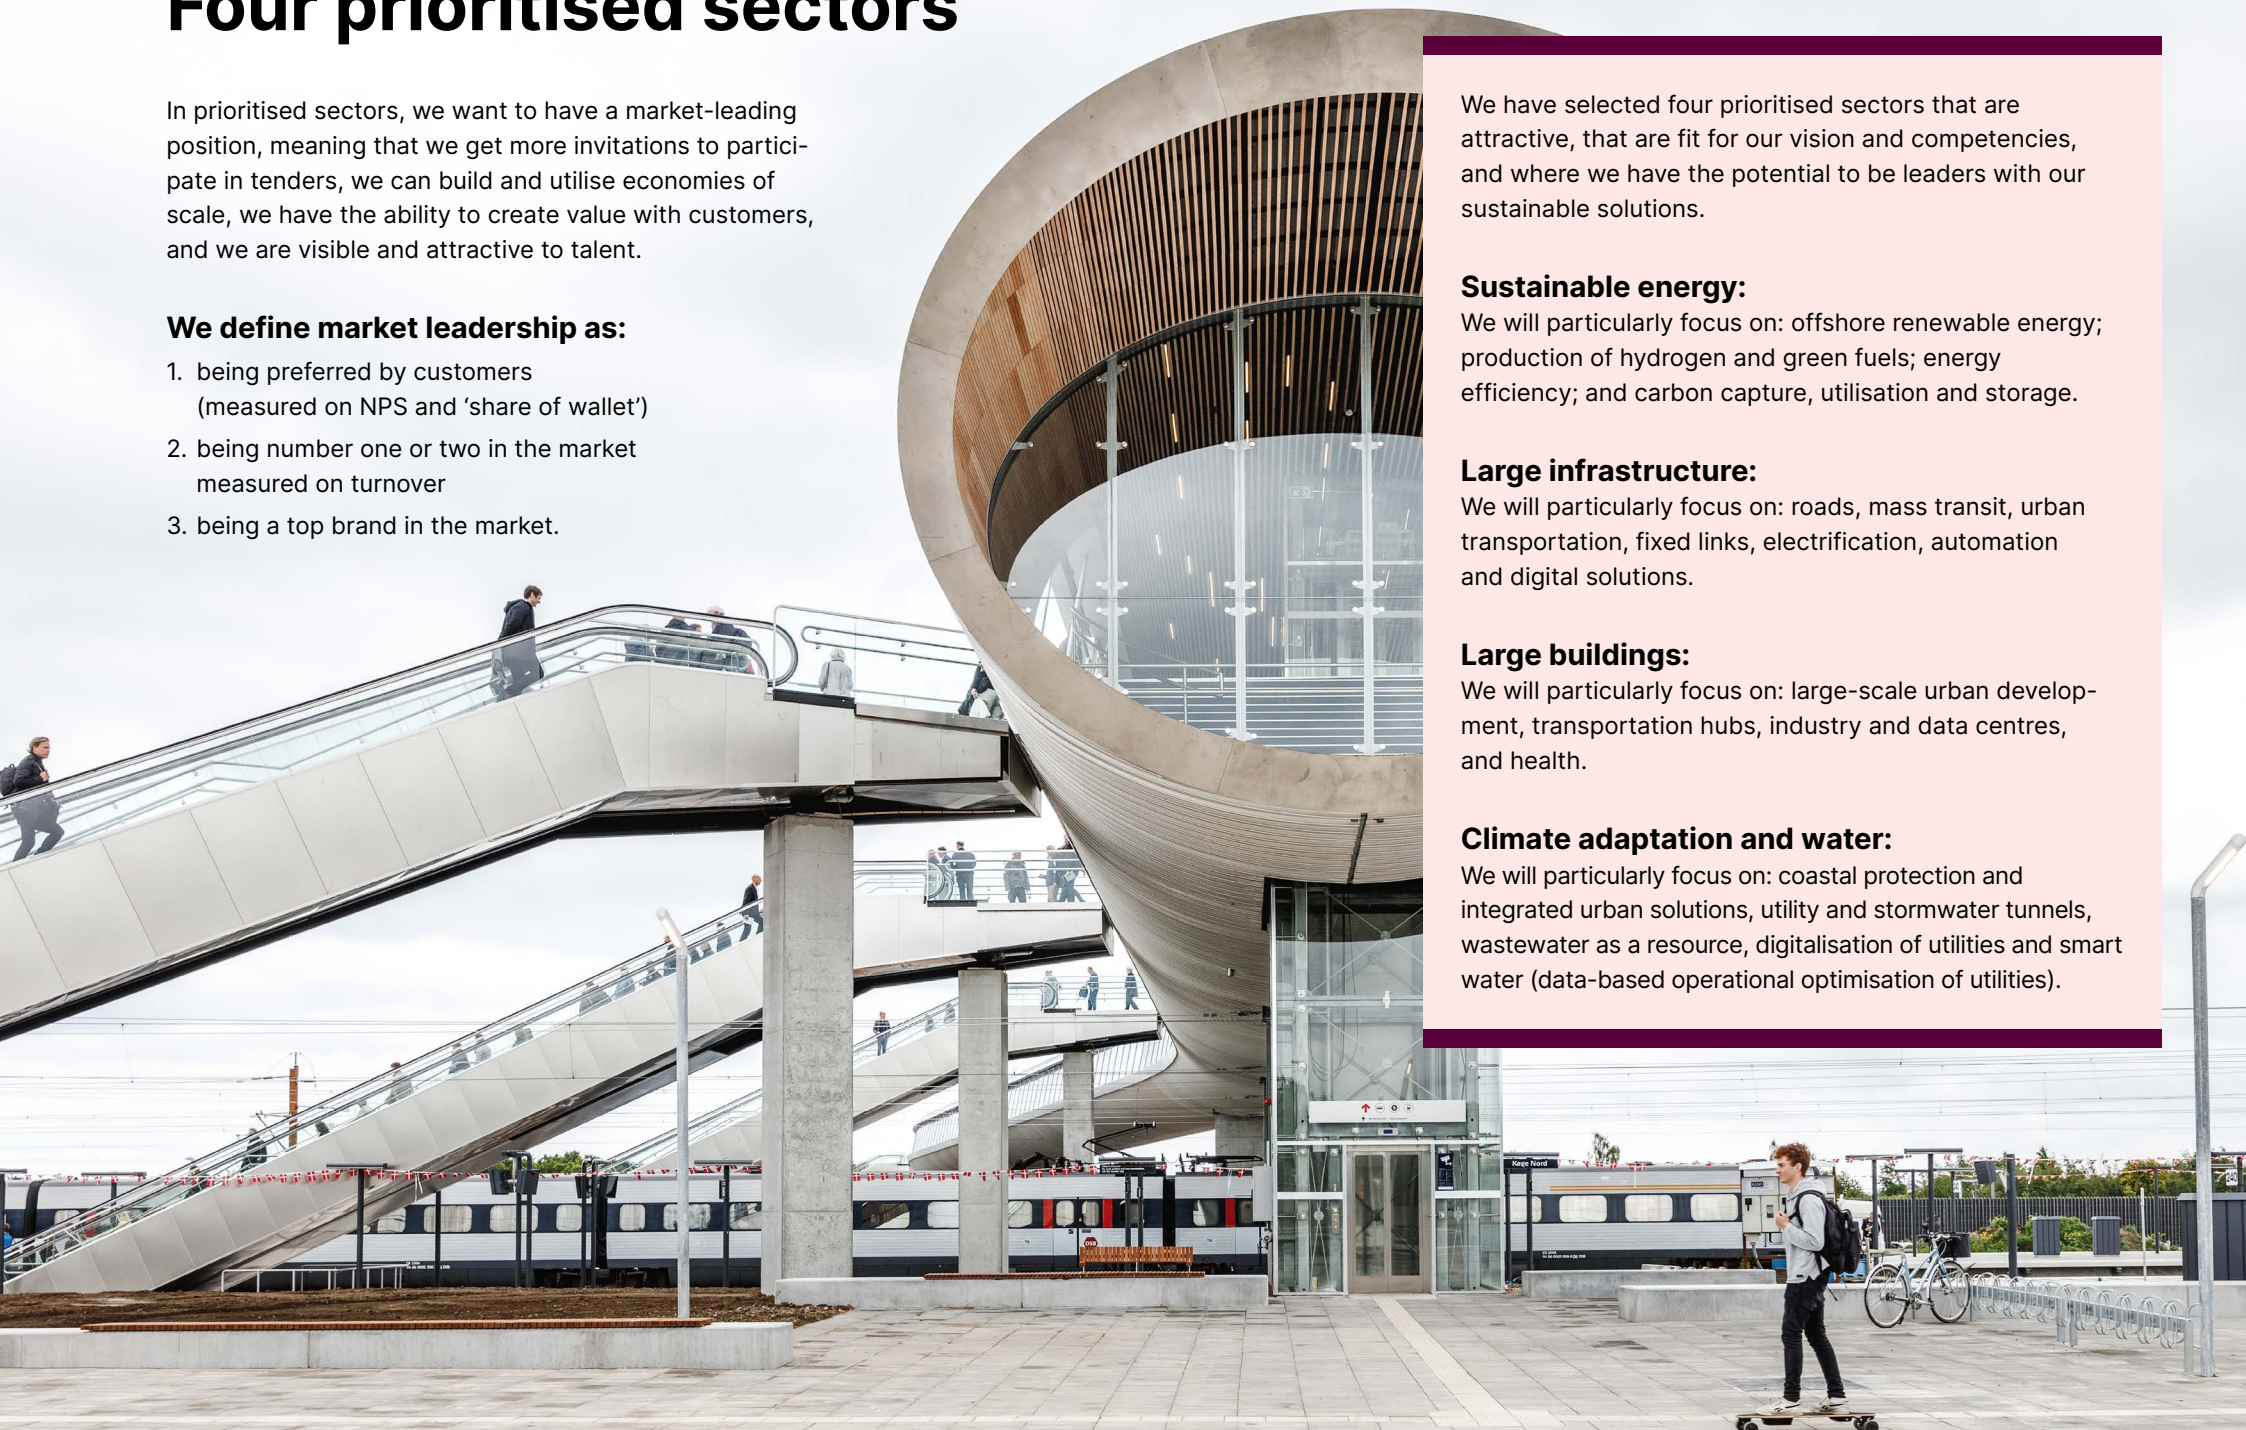 Four prioritised sectors
In prioritised sectors, we want to have a market-leading
position, meaning that we get more invitations to partici-
pate in tenders, we can build and utilise economies of
scale, we have the ability to create value with customers,
and we are visible and attractive to talent.
We define market leadership as:
1. being preferred by customers
(measured on NPS and ‘share of wallet’)
2. being number one or two in the market
measured on turnover
3. being a top brand in the market.
We have selected four prioritised sectors that are
attractive, that are fit for our vision and competencies,
and where we have the potential to be leaders with our
sustainable solutions.
Sustainable energy:
We will particularly focus on: offshore renewable energy;
production of hydrogen and green fuels; energy
efficiency; and carbon capture, utilisation and storage.
Large infrastructure:
We will particularly focus on: roads, mass transit, urban
transportation, fixed links, electrification, automation
and digital solutions.
Large buildings:
We will particularly focus on: large-scale urban develop-
ment, transportation hubs, industry and data centres,
and health.
Climate adaptation and water:
We will particularly focus on: coastal protection and
integrated urban solutions, utility and stormwater tunnels,
wastewater as a resource, digitalisation of utilities and smart
water (data-based operational optimisation of utilities).
Køge Nord
DSB
240